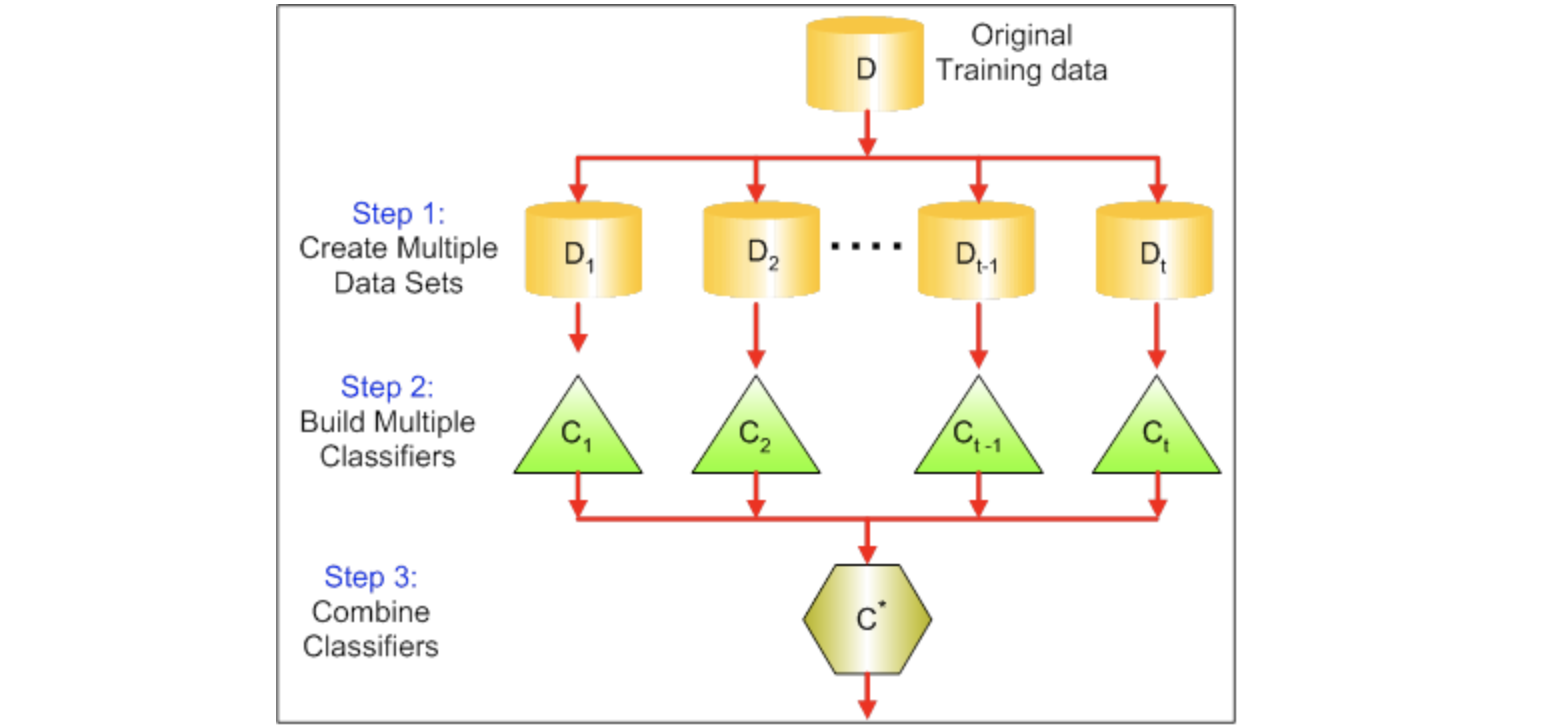 D
Original
Training data
Step 1:
Create Multiple
Data Sets
D₁
D₂
....
Dₜ₋₁
Dₜ
Step 2:
Build Multiple
Classifiers
C₁
C₂
Cₜ ₋₁
Cₜ
Step 3:
Combine
Classifiers
C*